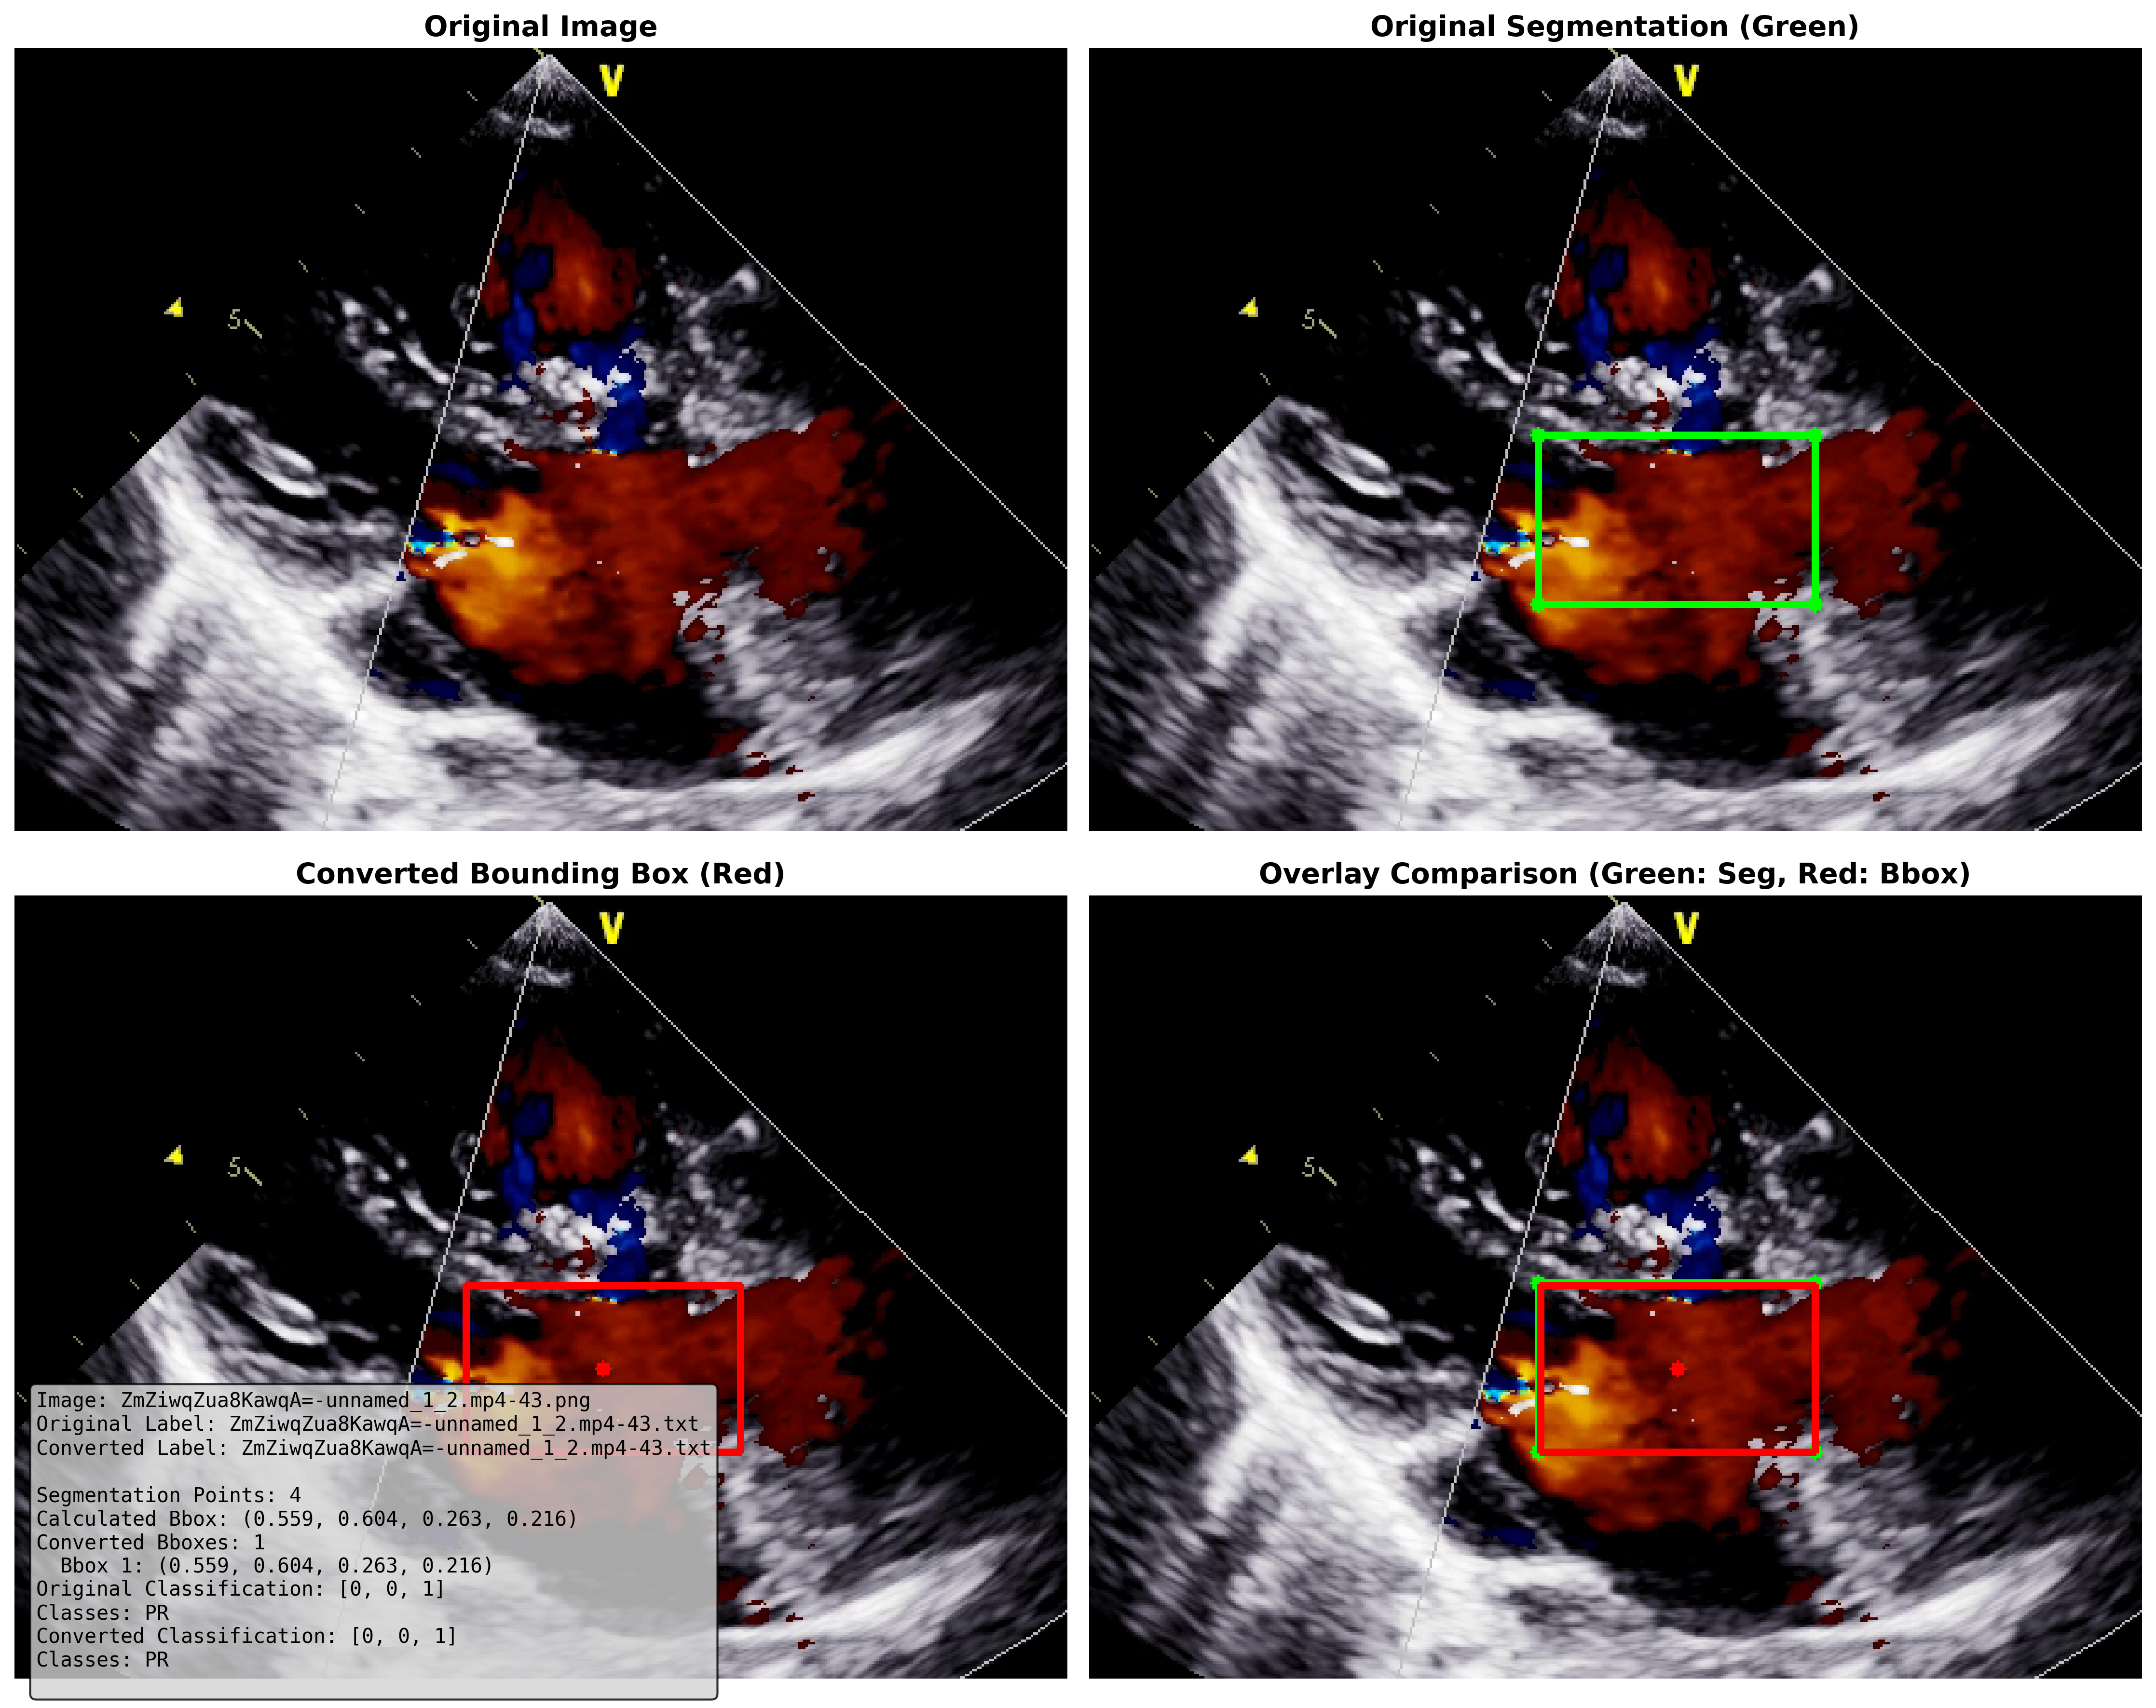 Original Image
Original Segmentation (Green)
V
5
V
5
Converted Bounding Box (Red)
Overlay Comparison (Green: Seg, Red: Bbox)
V
5
V
5
Image: ZmZiwqZua8KawqA=-unnamed_1_2.mp4-43.png
Original Label: ZmZiwqZua8KawqA=-unnamed_1_2.mp4-43.txt
Converted Label: ZmZiwqZua8KawqA=-unnamed_1_2.mp4-43.txt
Segmentation Points: 4
Calculated Bbox: (0.559, 0.604, 0.263, 0.216)
Converted Bboxes: 1
Bbox 1: (0.559, 0.604, 0.263, 0.216)
Original Classification: [0, 0, 1]
Classes: PR
Converted Classification: [0, 0, 1]
Classes: PR